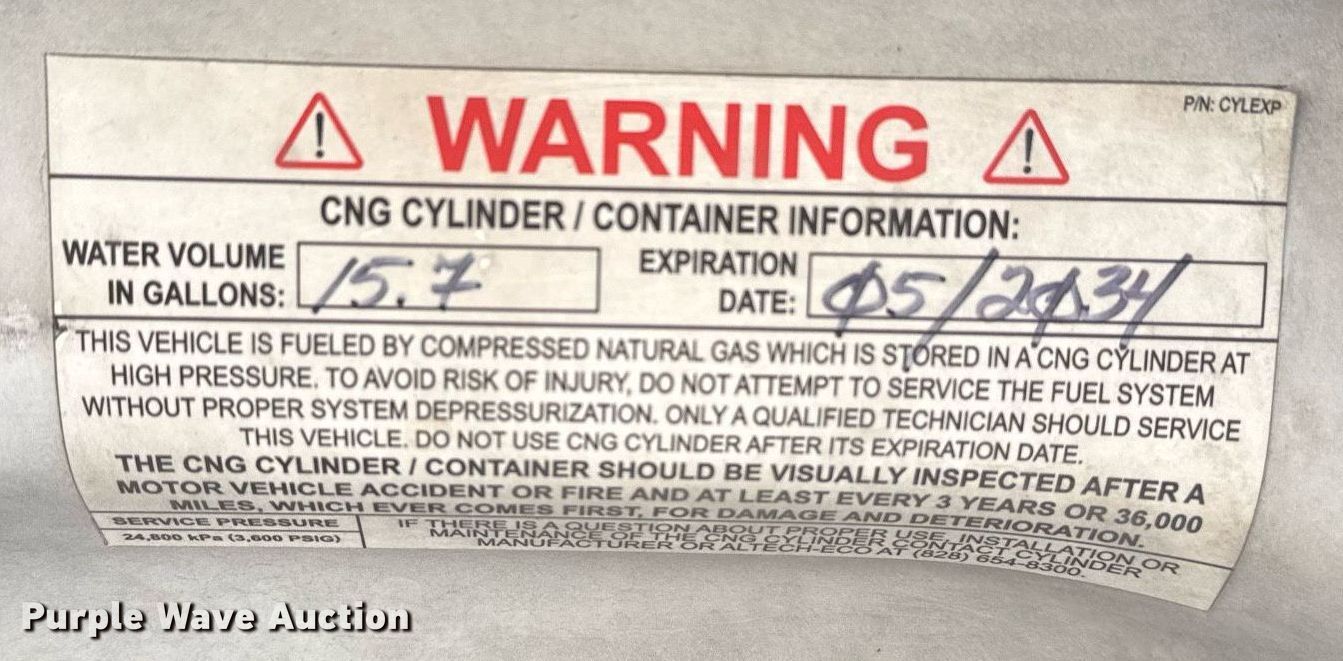 P/N: CYLEXP
WARNING
CNG CYLINDER / CONTAINER INFORMATION:
WATER VOLUME IN GALLONS: 15.7
EXPIRATION DATE: 05/2034
THIS VEHICLE IS FUELED BY COMPRESSED NATURAL GAS WHICH IS STORED IN A CNG CYLINDER AT
HIGH PRESSURE. TO AVOID RISK OF INJURY, DO NOT ATTEMPT TO SERVICE THE FUEL SYSTEM
WITHOUT PROPER SYSTEM DEPRESSURIZATION. ONLY A QUALIFIED TECHNICIAN SHOULD SERVICE
THIS VEHICLE. DO NOT USE CNG CYLINDER AFTER ITS EXPIRATION DATE.
THE CNG CYLINDER / CONTAINER SHOULD BE VISUALLY INSPECTED AFTER A
MOTOR VEHICLE ACCIDENT OR FIRE AND AT LEAST EVERY 3 YEARS OR 36,000
MILES, WHICH EVER COMES FIRST, FOR DAMAGE AND DETERIORATION.
SERVICE PRESSURE
24,800 kPa (3,600 PSIG)
IF THERE IS A QUESTION ABOUT PROPER USE, INSTALLATION OR
MAINTENANCE OF THE CNG CYLINDER CONTACT CYLINDER
MANUFACTURER OR ALTECH-ECO AT (828) 654-8300.
Purple Wave Auction